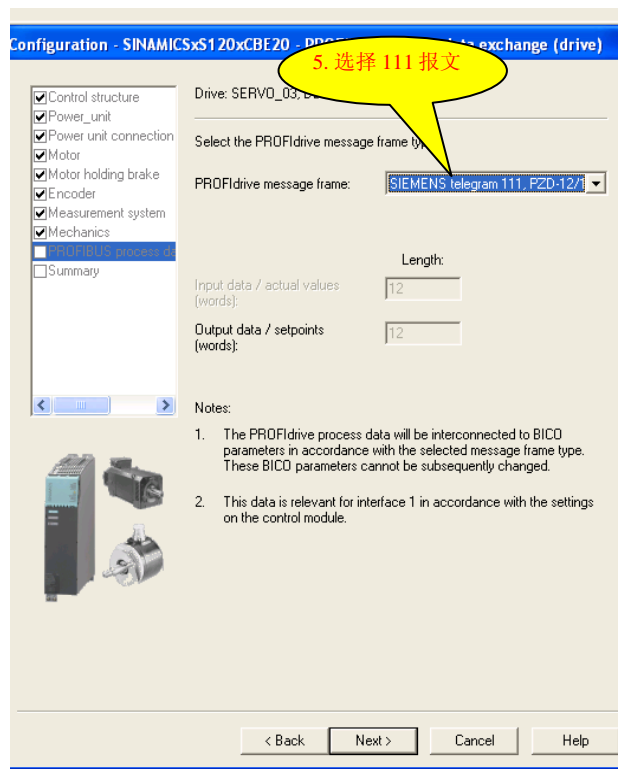 Configuration - SINAMICSxS120xCBE20 - exchange (drive)
5. 选择 111 报文
Control structure
Power_unit
Power unit connection
Motor
Motor holding brake
Encoder
Measurement system
Mechanics
PROFIBUS process da
Summary
Drive: SERVO_03,
Select the PROFIdrive message frame
PROFIdrive message frame:
SIEMENS telegram 111, PZD-12/1
Length:
Input data / actual values
(words):
12
Output data / setpoints
(words):
12
Notes:
1. The PROFIdrive process data will be interconnected to BICO
parameters in accordance with the selected message frame type.
These BICO parameters cannot be subsequently changed.
2. This data is relevant for interface 1 in accordance with the settings
on the control module.
< Back
Next >
Cancel
Help